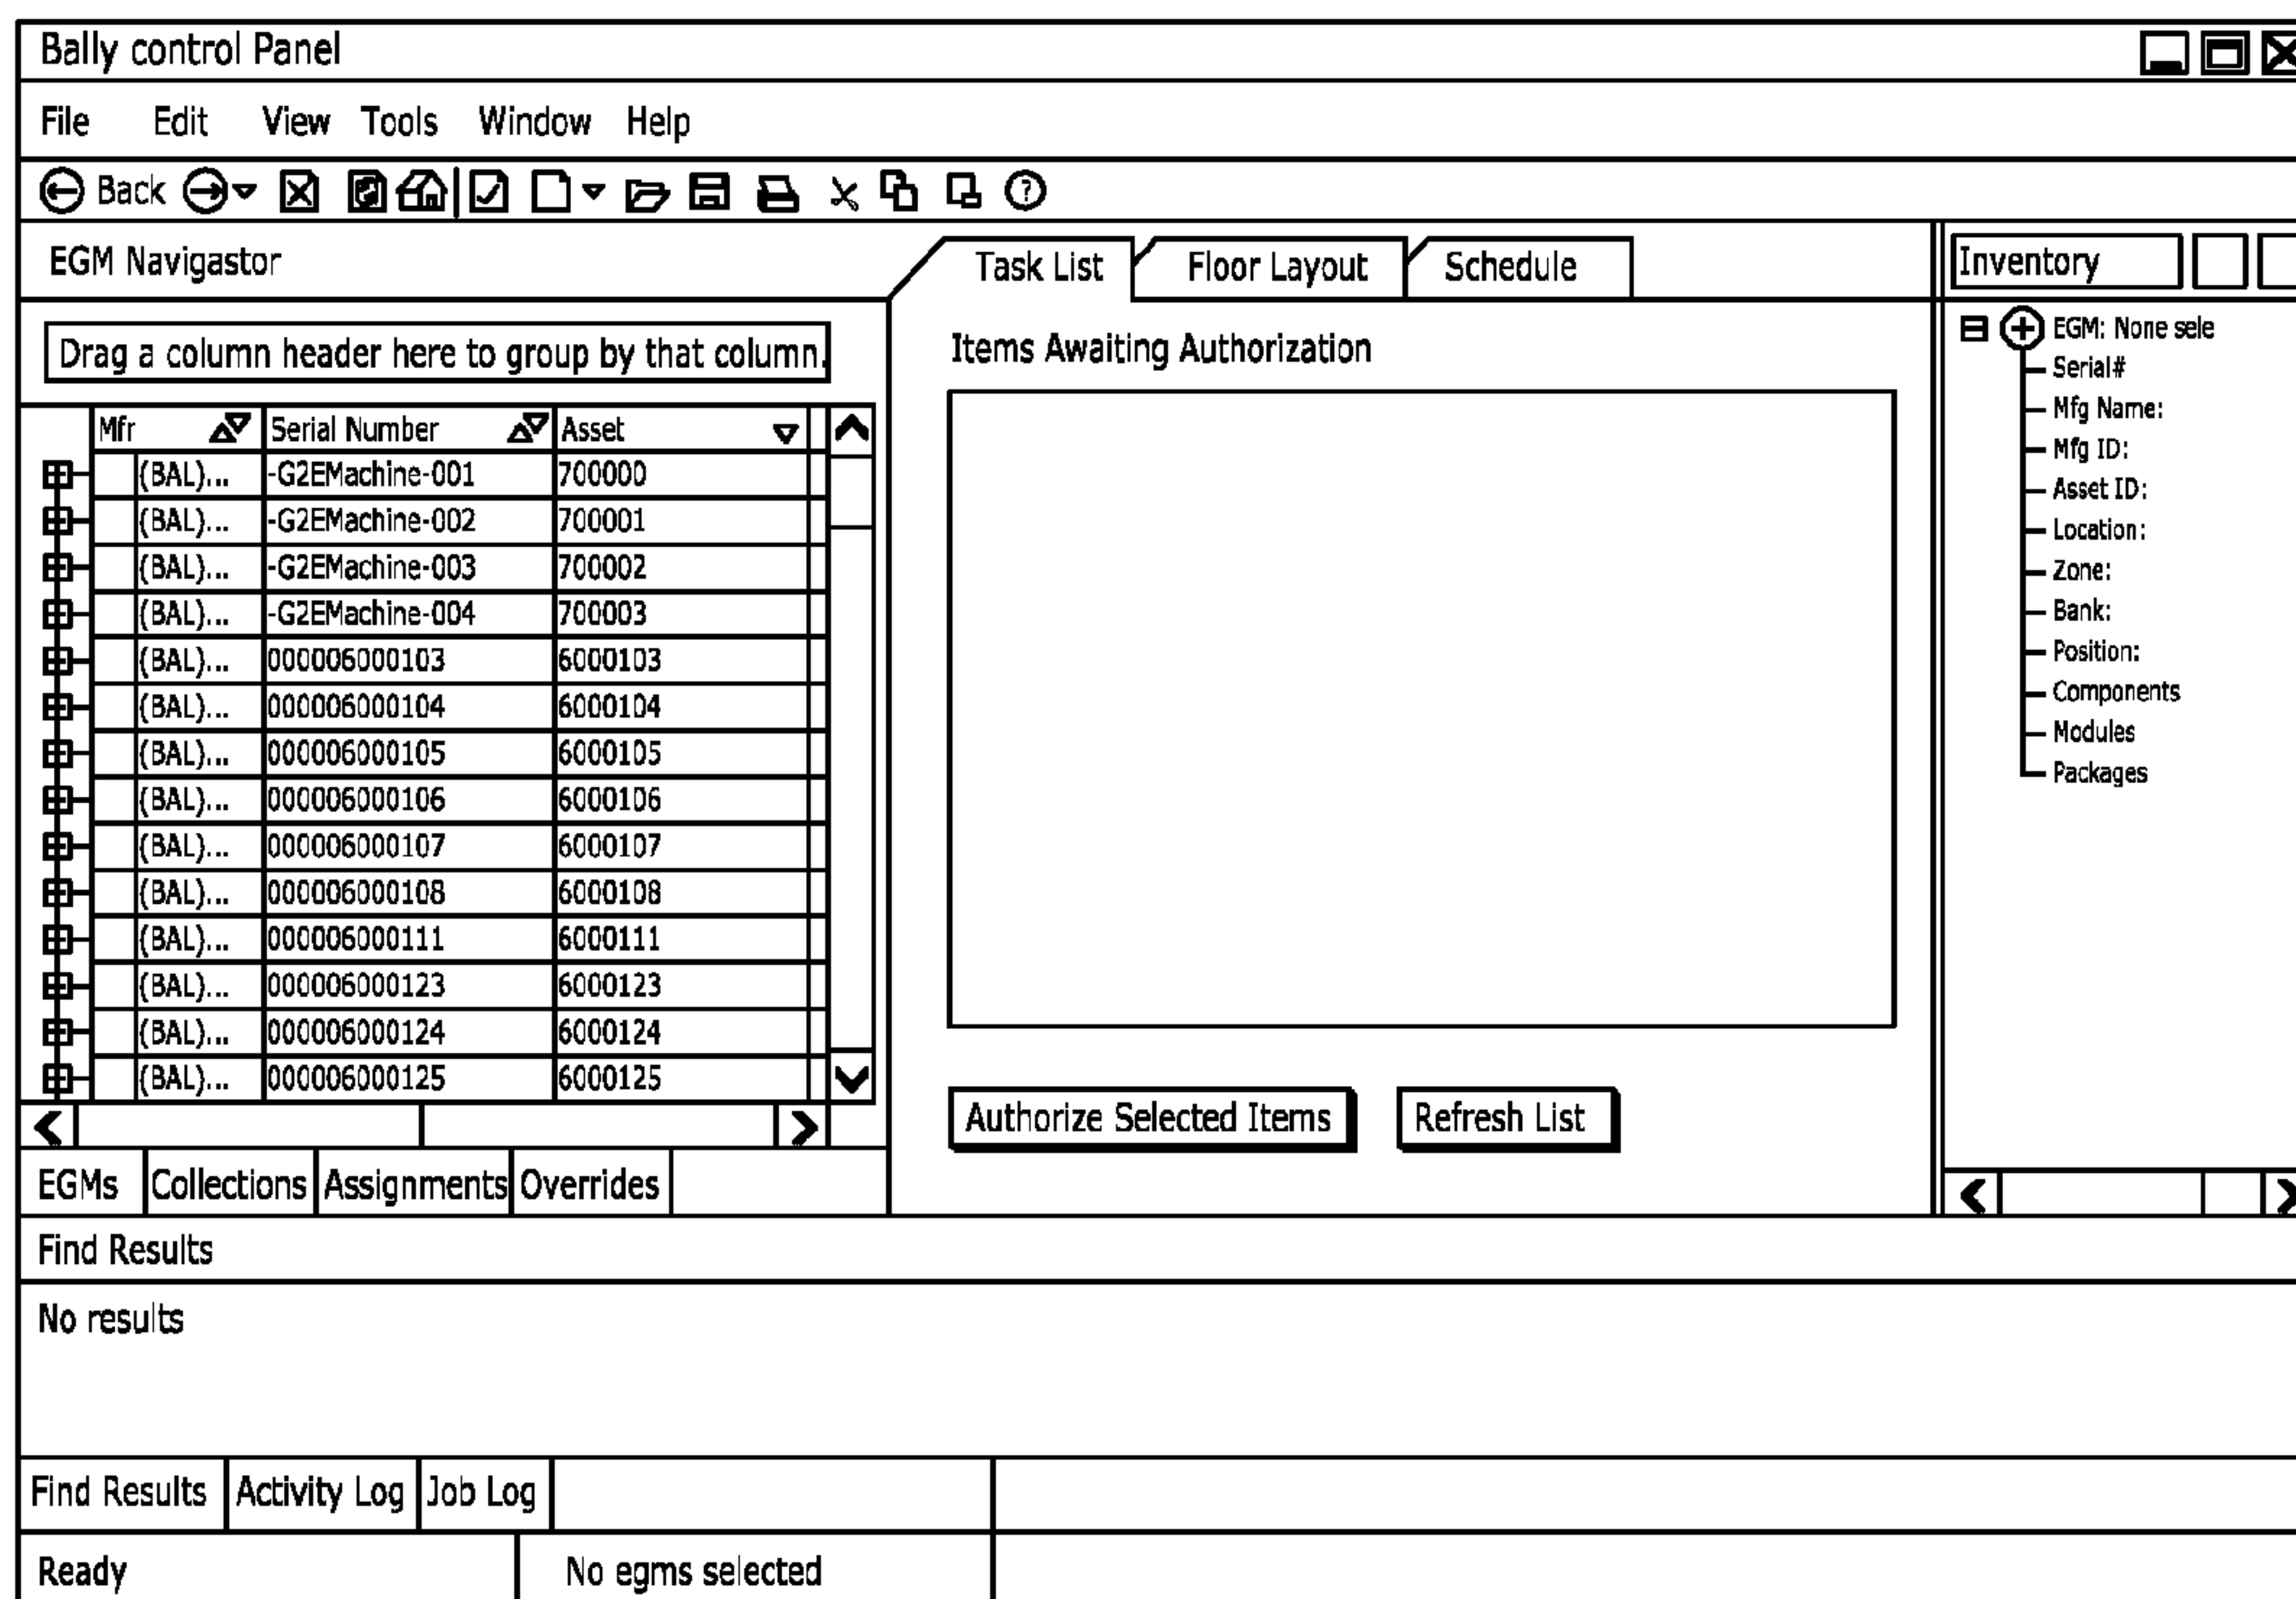 Bally control Panel
File Edit View Tools Window Help
Back
EGM Navigastor
Drag a column header here to group by that column.
Mfr Serial Number Asset
(BAL)... -G2EMachine-001 700000
(BAL)... -G2EMachine-002 700001
(BAL)... -G2EMachine-003 700002
(BAL)... -G2EMachine-004 700003
(BAL)... 000006000103 6000103
(BAL)... 000006000104 6000104
(BAL)... 000006000105 6000105
(BAL)... 000006000106 6000106
(BAL)... 000006000107 6000107
(BAL)... 000006000108 6000108
(BAL)... 000006000111 6000111
(BAL)... 000006000123 6000123
(BAL)... 000006000124 6000124
(BAL)... 000006000125 6000125
EGMs Collections Assignments Overrides
Task List Floor Layout Schedule
Items Awaiting Authorization
Authorize Selected Items Refresh List
Inventory
EGM: None sele
Serial#
Mfg Name:
Mfg ID:
Asset ID:
Location:
Zone:
Bank:
Position:
Components
Modules
Packages
Find Results
No results
Find Results Activity Log Job Log
Ready No egms selected